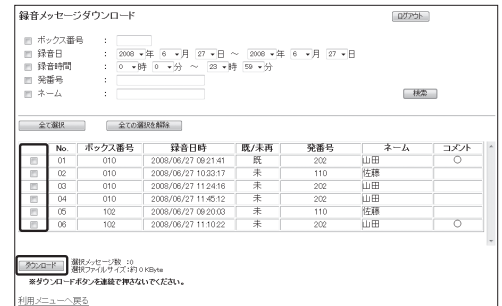 録音メッセージダウンロード ログアウト
ボックス番号 :
録音日 : 2008 年 6 月 27 日 ～ 2008 年 6 月 27 日
録音時間 : 0 時 0 分 ～ 23 時 59 分
発番号 :
ネーム : 検索
全て選択 全ての選択を解除
No. ボックス番号 録音日時 既/未再 発番号 ネーム コメント
01 010 2008/06/27 09:21:41 既 202 山田 ○
02 010 2008/06/27 10:33:17 未 110 佐藤
03 010 2008/06/27 11:24:16 未 202 山田
04 010 2008/06/27 11:45:12 未 202 山田
05 102 2008/06/27 09:20:03 未 110 佐藤
06 102 2008/06/27 11:10:22 未 202 山田 ○
ダウンロード 選択メッセージ数 :0
選択ファイルサイズ:約 0 KByte
※ダウンロードボタンを連続で押さないでください。
利用メニューへ戻る